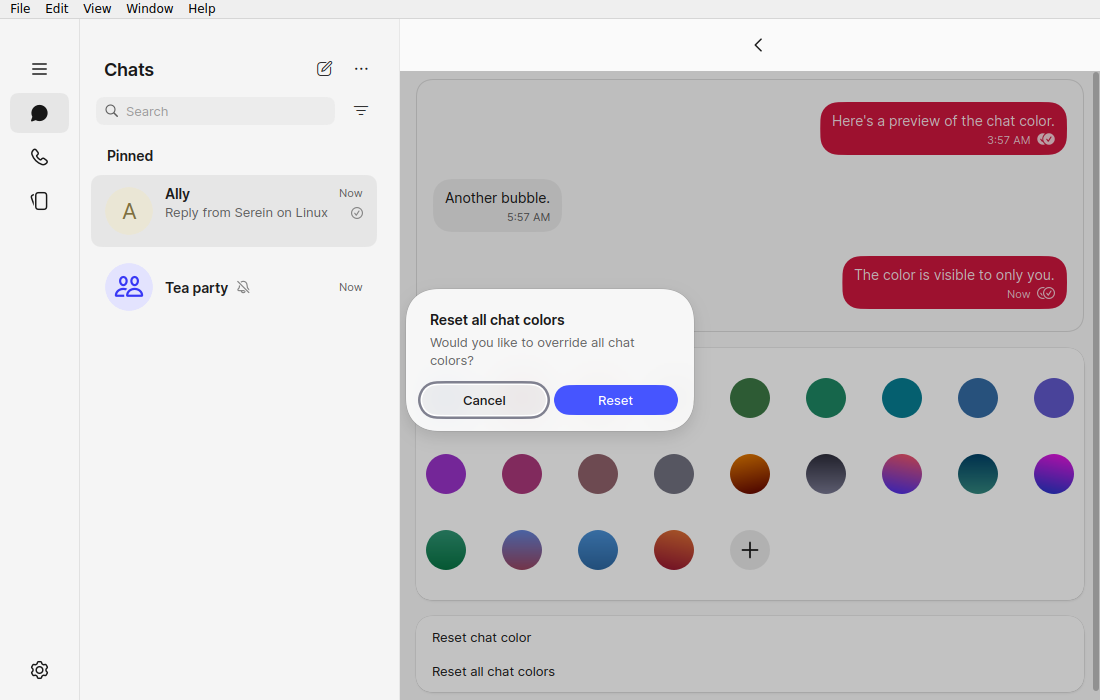 File Edit View Window Help
Chats
Search
Pinned
Ally
Now
Reply from Serein on Linux
A
Tea party
Now
Here's a preview of the chat color.
3:57 AM
Another bubble.
5:57 AM
The color is visible to only you.
Now
Reset all chat colors
Would you like to override all chat
colors?
Cancel
Reset
Reset chat color
Reset all chat colors